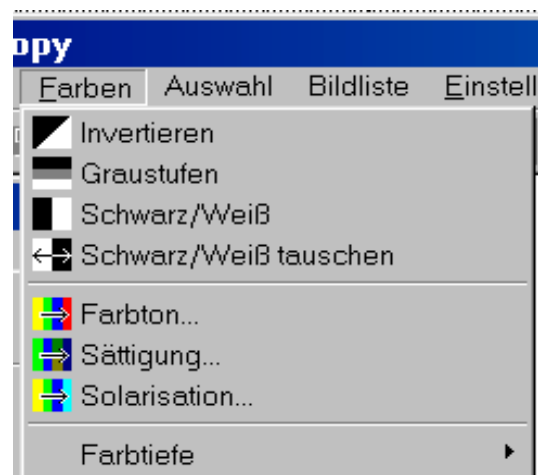 opy
Farben Auswahl Bildliste Einstell
Invertieren
Graustufen
Schwarz/Weiß
Schwarz/Weiß tauschen
Farbton...
Sättigung...
Solarisation...
Farbtiefe